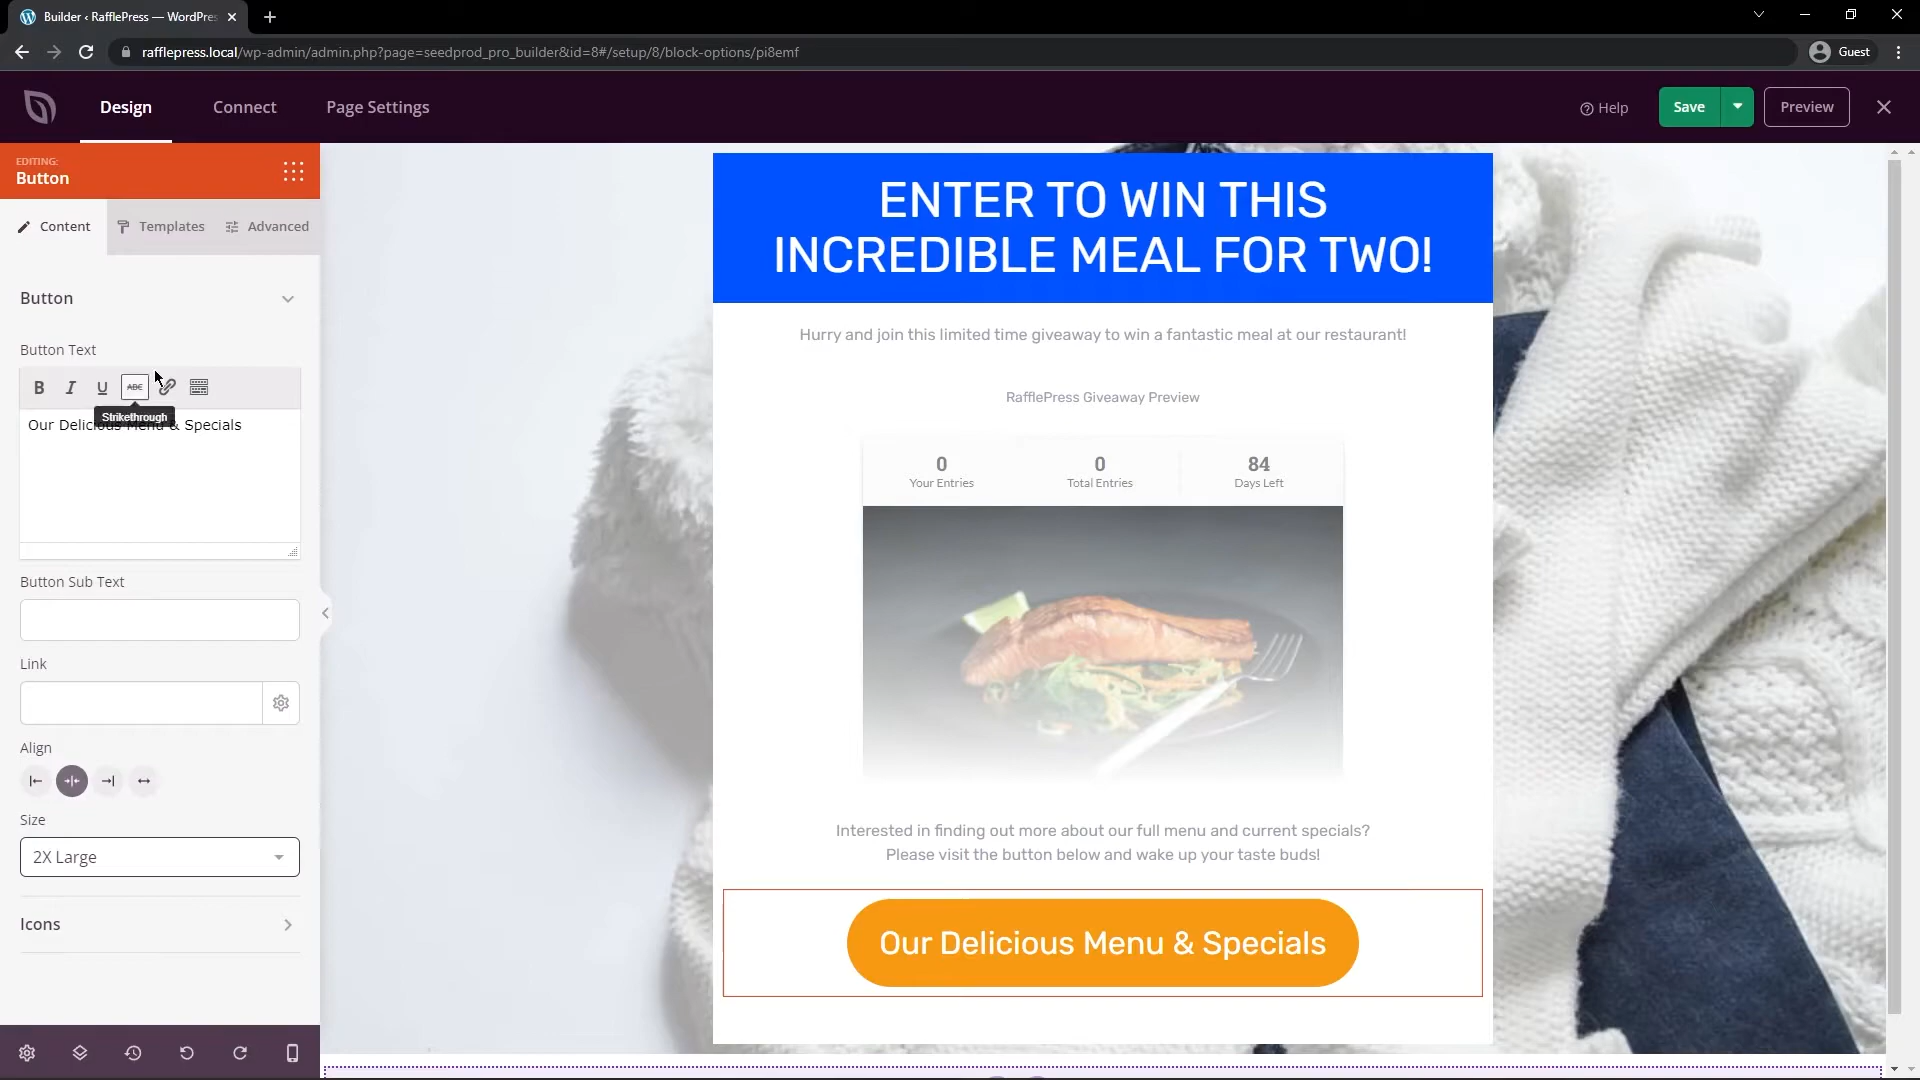 Builder ‹ RafflePress — WordPres
rafflepress.local/wp-admin/admin.php?page=seedprod_pro_builder&id=8#/setup/8/block-options/pi8emf
Guest
Design
Connect
Page Settings
Help
Save
Preview
EDITING:
Button
Content
Templates
Advanced
Button
Button Text
B I U ABC
Strikethrough
Our Delicious Menu & Specials
Button Sub Text
Link
Align
Size
2X Large
Icons
ENTER TO WIN THIS
INCREDIBLE MEAL FOR TWO!
Hurry and join this limited time giveaway to win a fantastic meal at our restaurant!
RafflePress Giveaway Preview
0 0 84
Your Entries Total Entries Days Left
Interested in finding out more about our full menu and current specials?
Please visit the button below and wake up your taste buds!
Our Delicious Menu & Specials